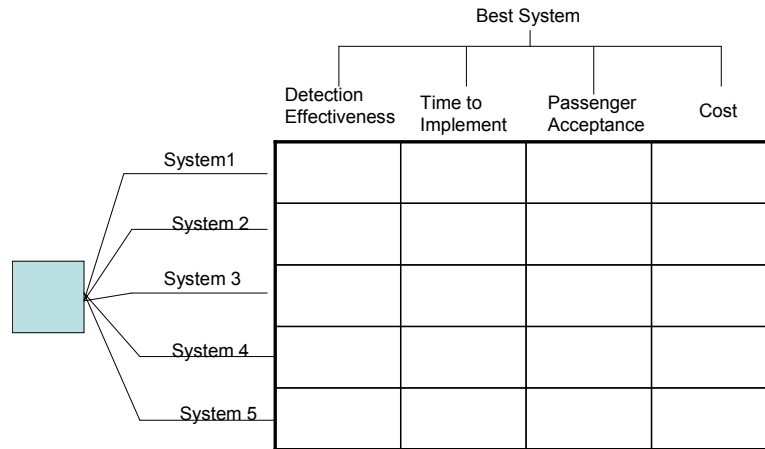 Best System
Detection
Effectiveness
Time to
Implement
Passenger
Acceptance
Cost
System1
System 2
System 3
System 4
System 5